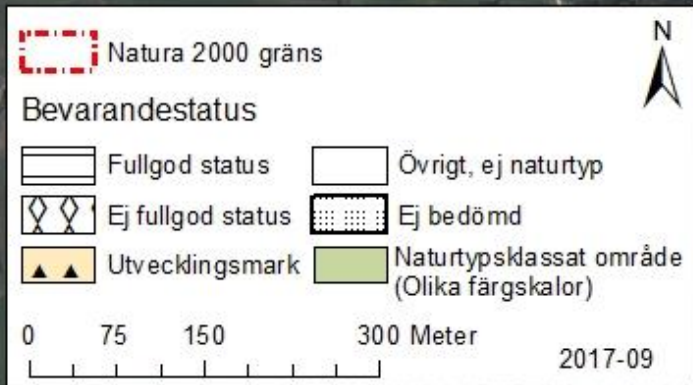 N
Natura 2000 gräns
Bevarandestatus
Fullgod status Övrigt, ej naturtyp
Ej fullgod status Ej bedömd
Utvecklingsmark Naturtypsklassat område
(Olika färgskalor)
0 75 150 300 Meter
2017-09